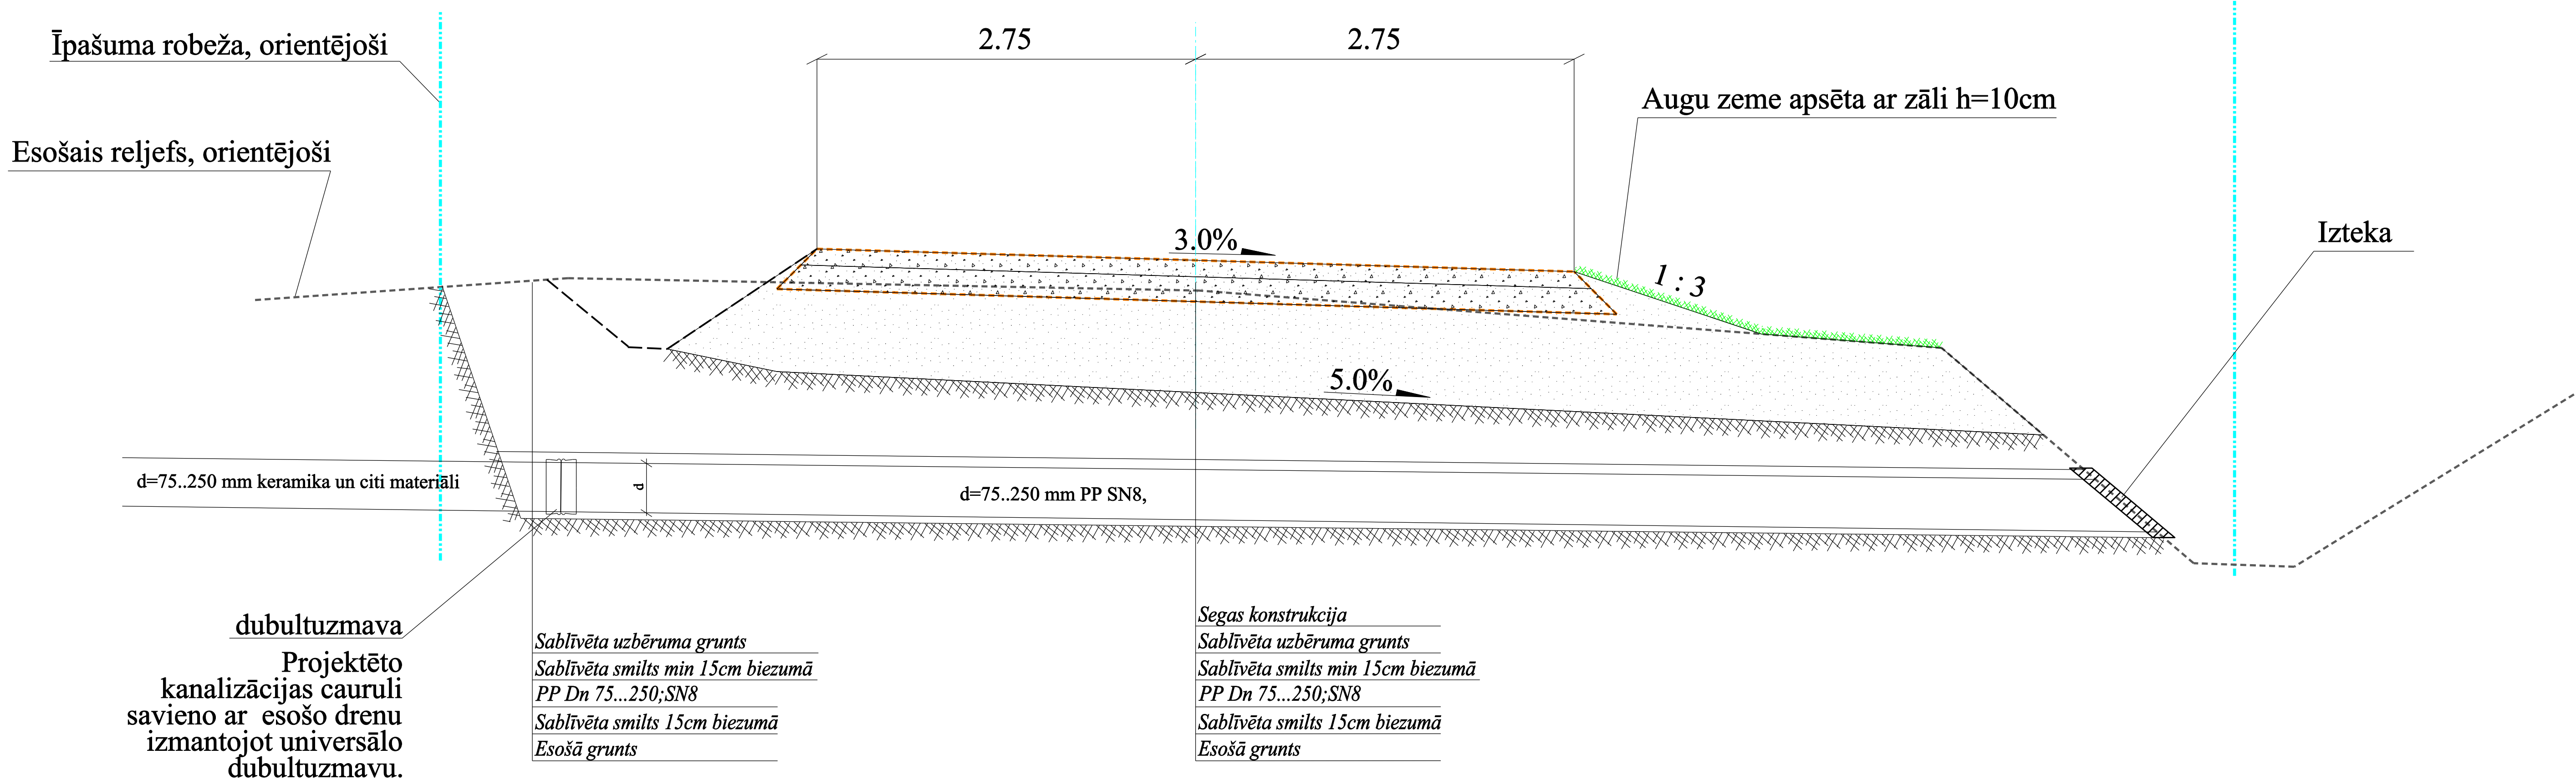 2.75
2.75
Īpašuma robeža, orientējoši
Augu zeme apsēta ar zāli h=10cm
Esošais reljefs, orientējoši
Izteka
3.0%
1 : 3
5.0%
d=75..250 mm keramika un citi materiāli
d
d=75..250 mm PP SN8,
dubultuzmava
Projektēto
kanalizācijas cauruli
savieno ar esošo drenu
izmantojot universālo
dubultuzmavu.
Sablīvēta uzbēruma grunts
Sablīvēta smilts min 15cm biezumā
PP Dn 75...250;SN8
Sablīvēta smilts 15cm biezumā
Esošā grunts
Segas konstrukcija
Sablīvēta uzbēruma grunts
Sablīvēta smilts min 15cm biezumā
PP Dn 75...250;SN8
Sablīvēta smilts 15cm biezumā
Esošā grunts